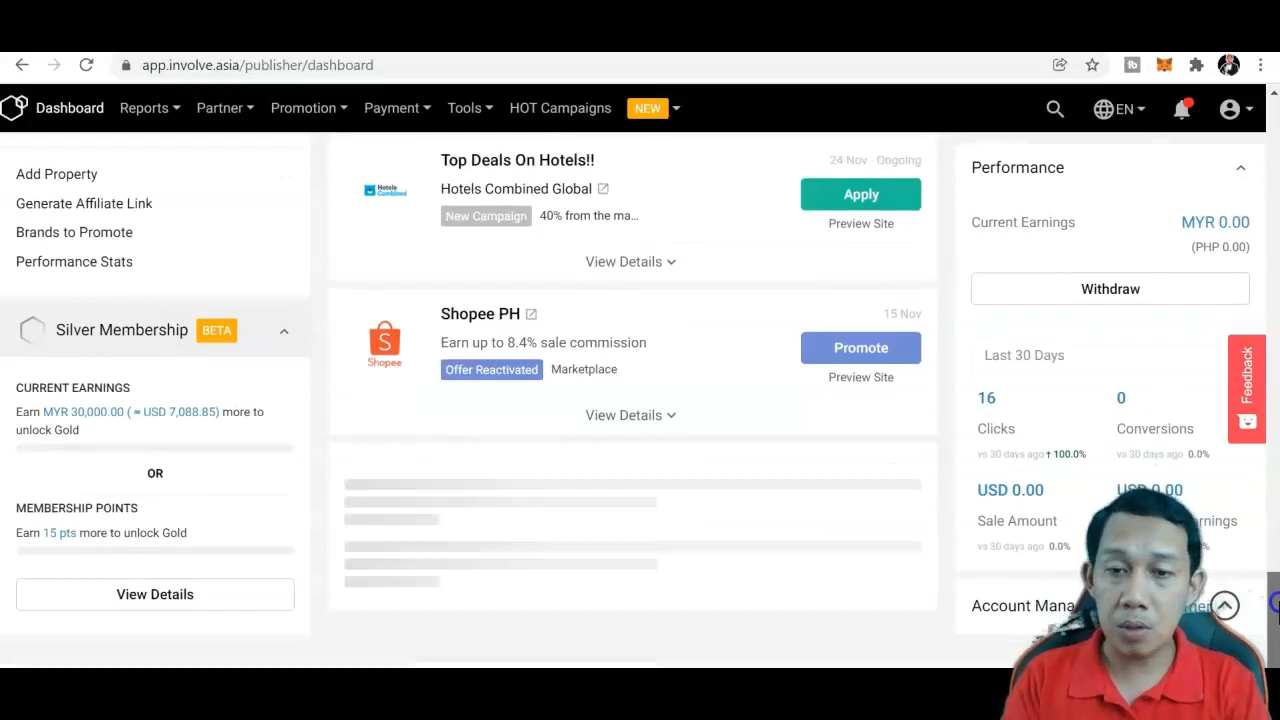 app.involve.asia/publisher/dashboard
Dashboard Reports Partner Promotion Payment Tools HOT Campaigns NEW EN
Add Property
Generate Affiliate Link
Brands to Promote
Performance Stats
Silver Membership BETA
CURRENT EARNINGS
Earn MYR 30,000.00 ( ≈ USD 7,088.85) more to
unlock Gold
OR
MEMBERSHIP POINTS
Earn 15 pts more to unlock Gold
View Details
Top Deals On Hotels!! 24 Nov - Ongoing
Hotels Combined
Hotels Combined Global
Apply
New Campaign 40% from the ma...
Preview Site
View Details
Shopee PH 15 Nov
Shopee
Earn up to 8.4% sale commission
Promote
Offer Reactivated Marketplace
Preview Site
View Details
Performance
Current Earnings MYR 0.00
(PHP 0.00)
Withdraw
Last 30 Days
16 0
Clicks Conversions
vs 30 days ago ↑ 100.0% vs 30 days ago 0.0%
USD 0.00
Sale Amount
vs 30 days ago 0.0%
Account Mana
Feedback